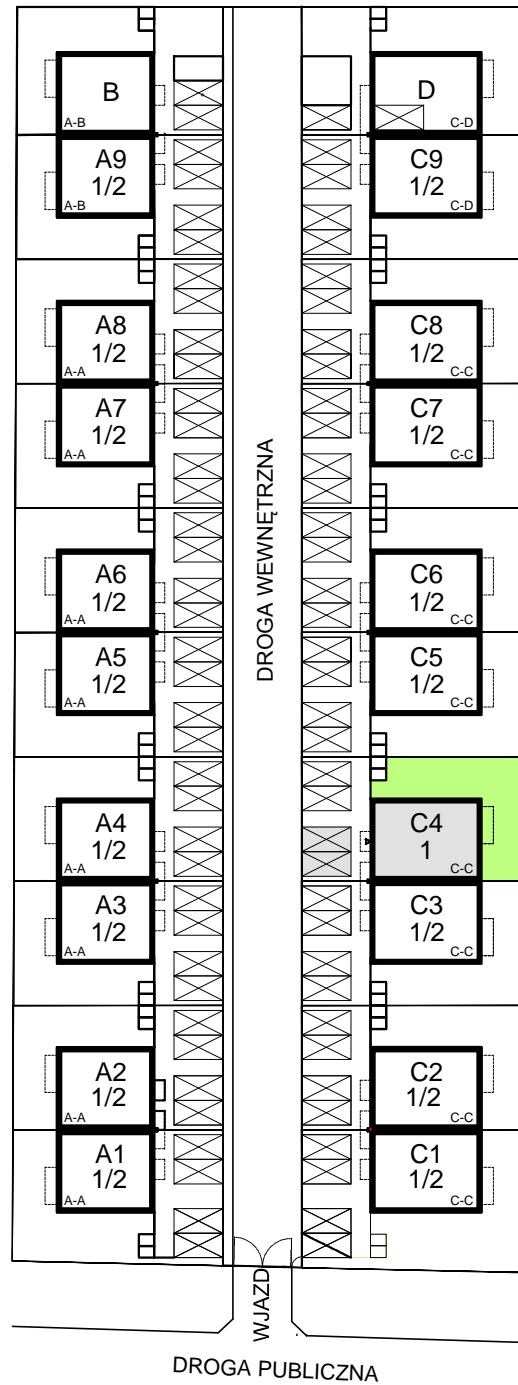 B
A-B
D
C-D
A9
1/2
A-B
C9
1/2
C-D
A8
1/2
A-A
C8
1/2
C-C
A7
1/2
A-A
C7
1/2
C-C
DROGA WEWNĘTRZNA
A6
1/2
A-A
C6
1/2
C-C
A5
1/2
A-A
C5
1/2
C-C
A4
1/2
A-A
C4
1
C-C
A3
1/2
A-A
C3
1/2
C-C
A2
1/2
A-A
C2
1/2
C-C
A1
1/2
A-A
C1
1/2
C-C
WJAZD
DROGA PUBLICZNA